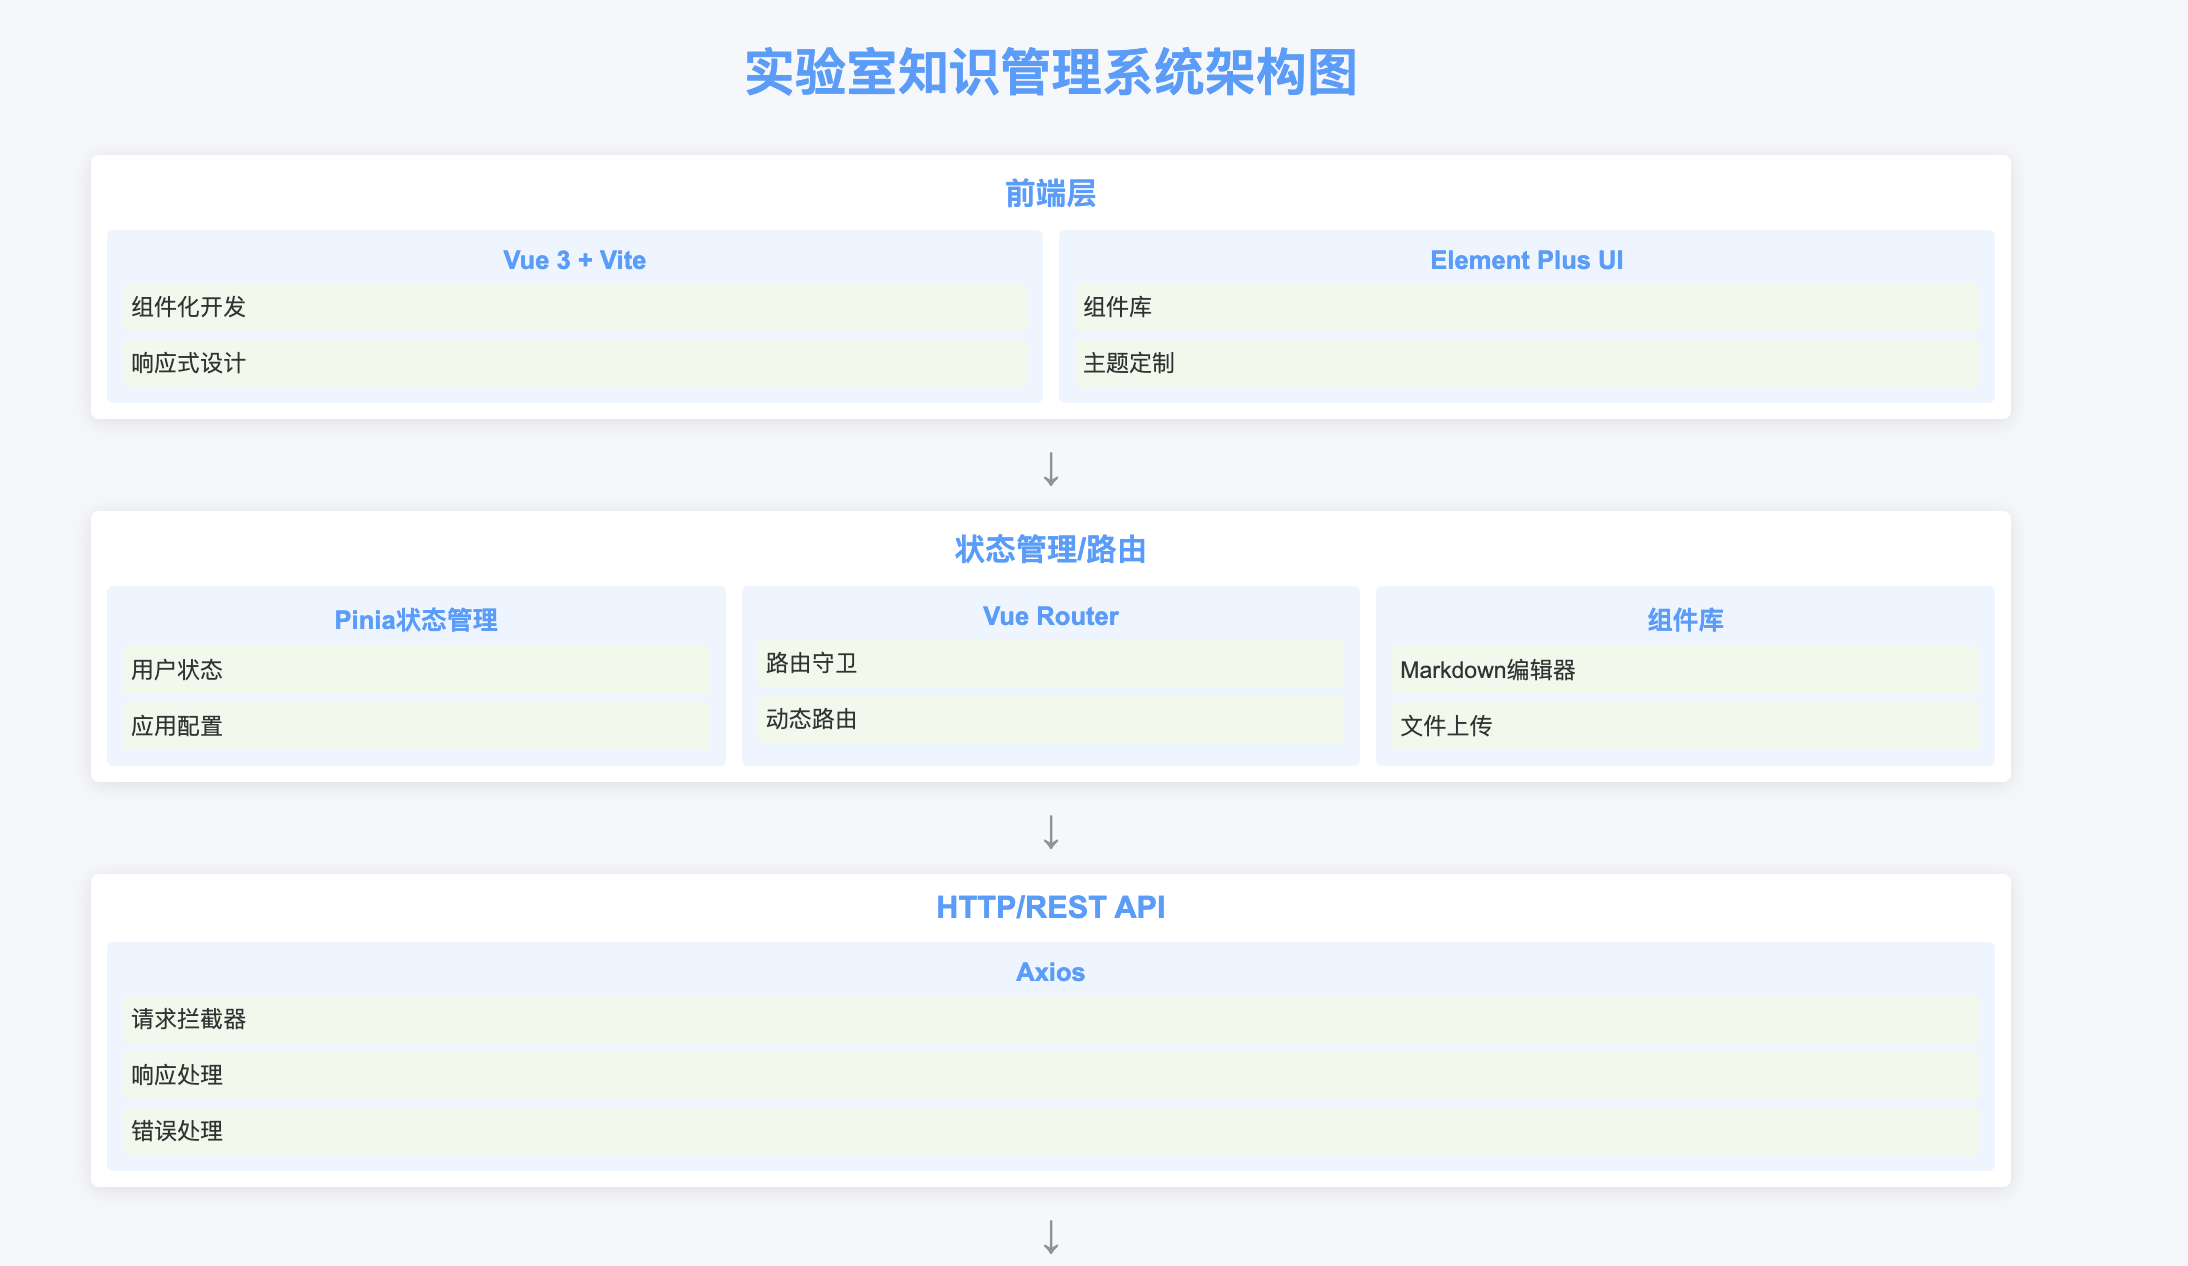 实验室知识管理系统架构图
前端层
Vue 3 + Vite
组件化开发
响应式设计
Element Plus UI
组件库
主题定制
↓
状态管理/路由
Pinia状态管理
用户状态
应用配置
Vue Router
路由守卫
动态路由
组件库
Markdown编辑器
文件上传
↓
HTTP/REST API
Axios
请求拦截器
响应处理
错误处理
↓